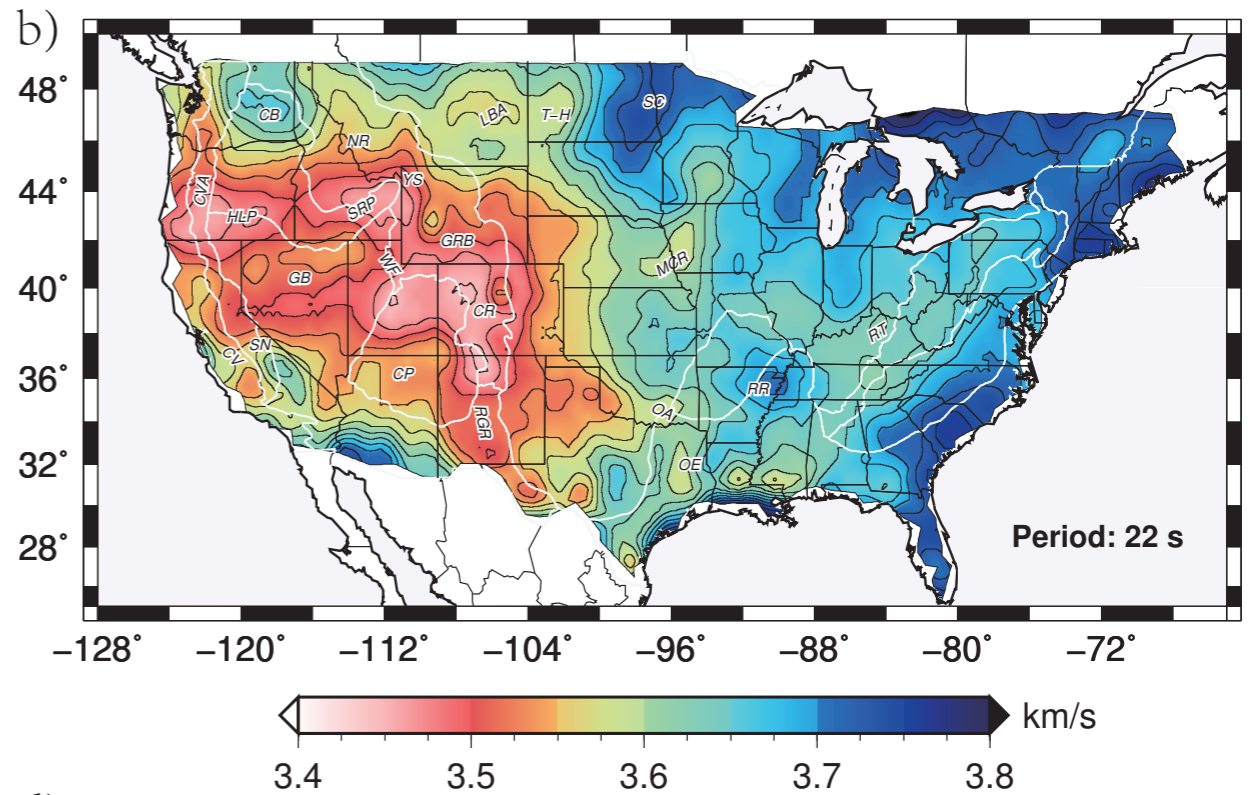 b)
48°
44°
40°
36°
32°
28°
CB
LBA
T-H
SC
NR
YS
CVA
SRP
HLP
GRB
WF
GB
MCR
CR
RT
SN
CV
CP
RR
RGR
OA
OE
Period: 22 s
−128° −120° −112° −104° −96° −88° −80° −72°
km/s
3.4 3.5 3.6 3.7 3.8